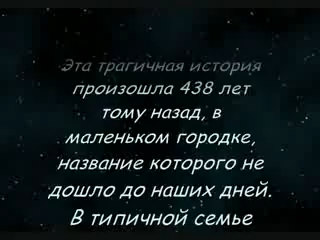 Эта трагичная история
произошла 438 лет
тому назад, в
маленьком городке,
название которого не
дошло до наших дней.
В типичной семье